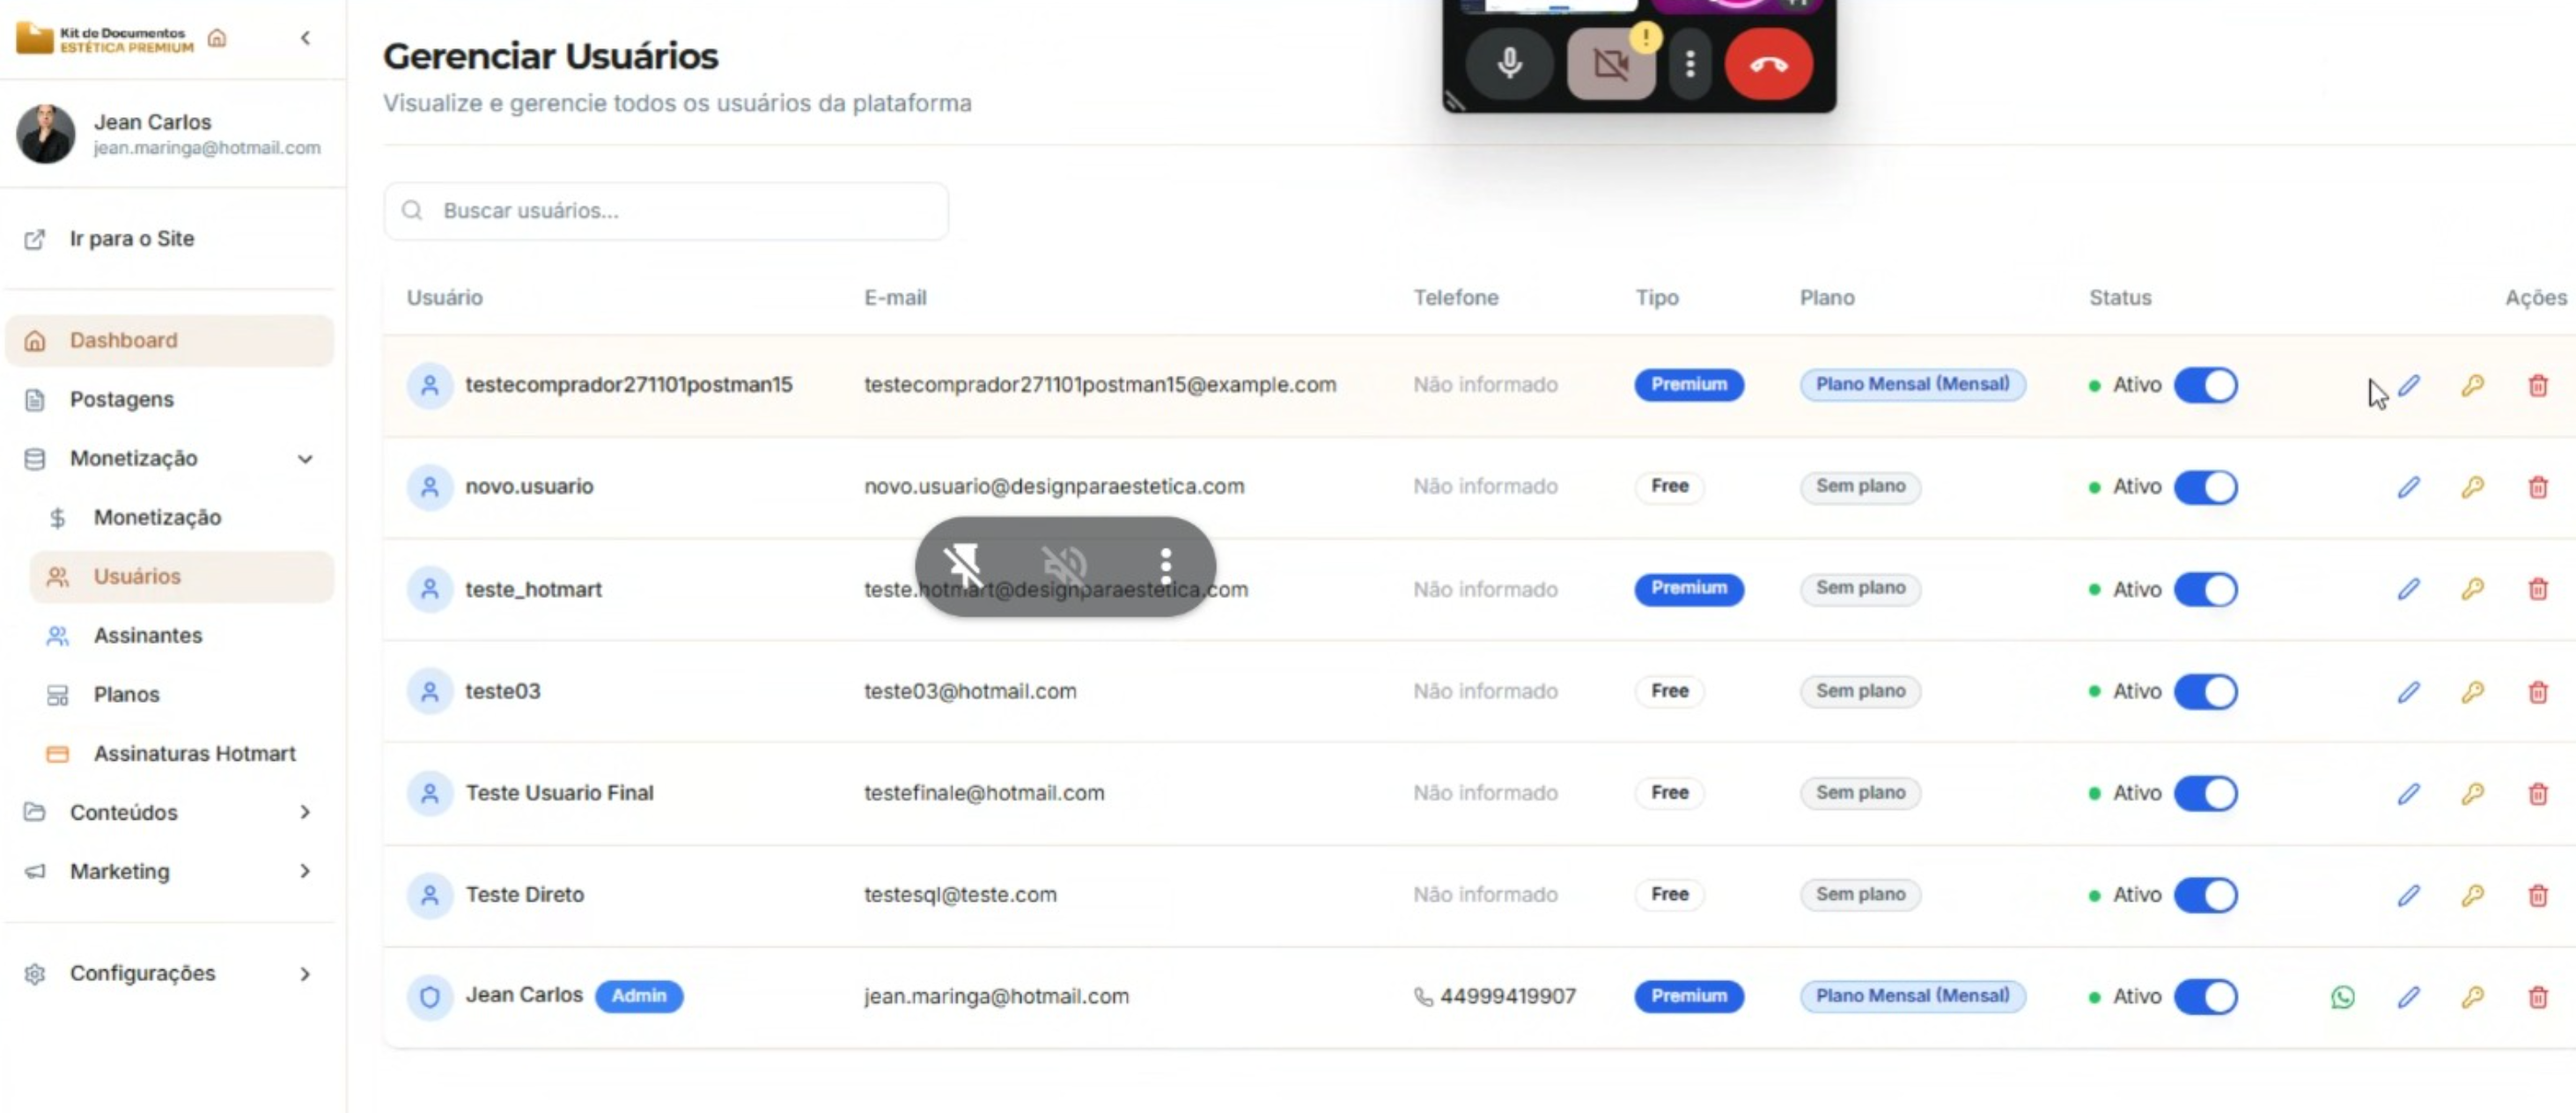 Kit de Documentos
ESTÉTICA PREMIUM
Jean Carlos
jean.maringa@hotmail.com
Ir para o Site
Dashboard
Postagens
Monetização
Monetização
Usuários
Assinantes
Planos
Assinaturas Hotmart
Conteúdos
Marketing
Configurações
Gerenciar Usuários
Visualize e gerencie todos os usuários da plataforma
Buscar usuários...
Usuário E-mail Telefone Tipo Plano Status Ações
testecomprador271101postman15 testecomprador271101postman15@example.com Não informado Premium Plano Mensal (Mensal) Ativo
novo.usuario novo.usuario@designparaestetica.com Não informado Free Sem plano Ativo
teste_hotmart teste.hotmart@designparaestetica.com Não informado Premium Sem plano Ativo
teste03 teste03@hotmail.com Não informado Free Sem plano Ativo
Teste Usuario Final testefinale@hotmail.com Não informado Free Sem plano Ativo
Teste Direto testesql@teste.com Não informado Free Sem plano Ativo
Jean Carlos Admin jean.maringa@hotmail.com 44999419907 Premium Plano Mensal (Mensal) Ativo